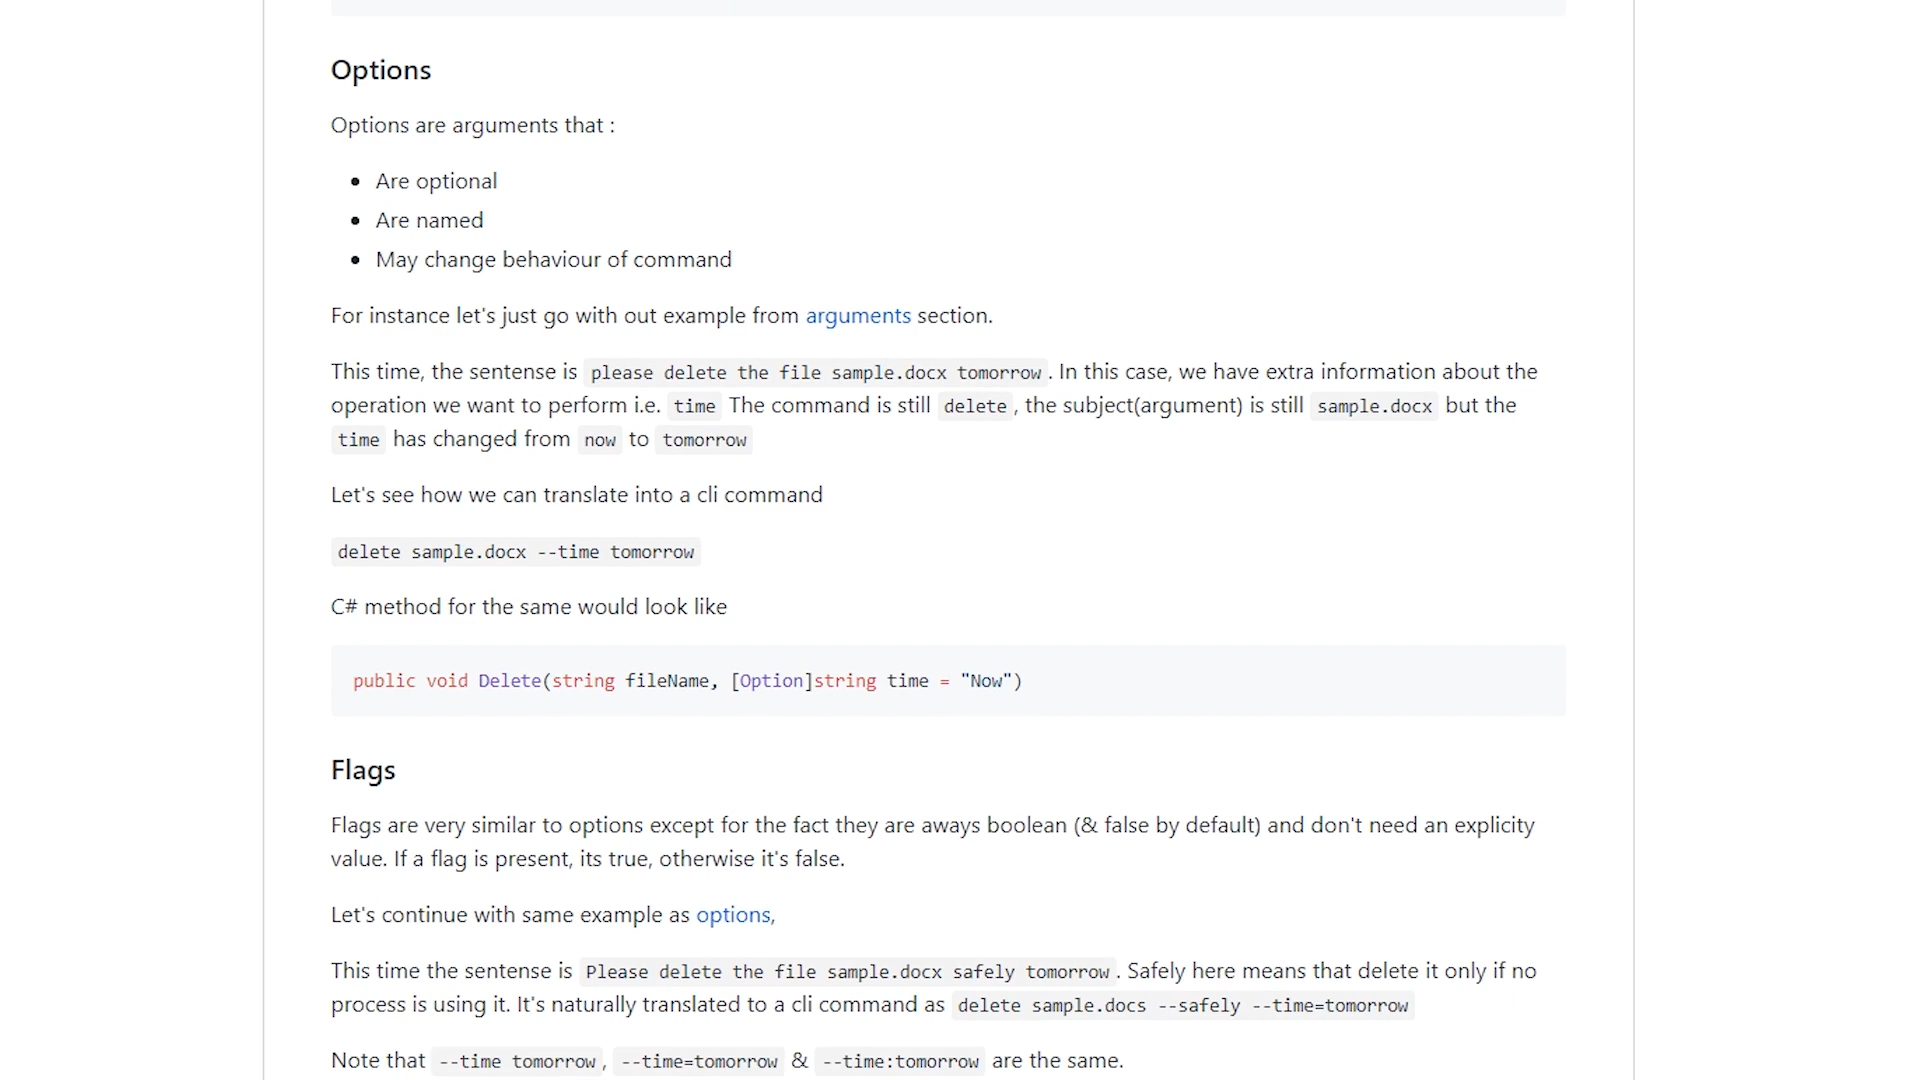 Options
Options are arguments that :
Are optional
Are named
May change behaviour of command
For instance let's just go with out example from arguments section.
This time, the sentense is please delete the file sample.docx tomorrow. In this case, we have extra information about the
operation we want to perform i.e. time The command is still delete, the subject(argument) is still sample.docx but the
time has changed from now to tomorrow
Let's see how we can translate into a cli command
delete sample.docx --time tomorrow
C# method for the same would look like
public void Delete(string fileName, [Option]string time = "Now")
Flags
Flags are very similar to options except for the fact they are aways boolean (& false by default) and don't need an explicity
value. If a flag is present, its true, otherwise it's false.
Let's continue with same example as options,
This time the sentense is Please delete the file sample.docx safely tomorrow. Safely here means that delete it only if no
process is using it. It's naturally translated to a cli command as delete sample.docs --safely --time=tomorrow
Note that --time tomorrow, --time=tomorrow & --time:tomorrow are the same.